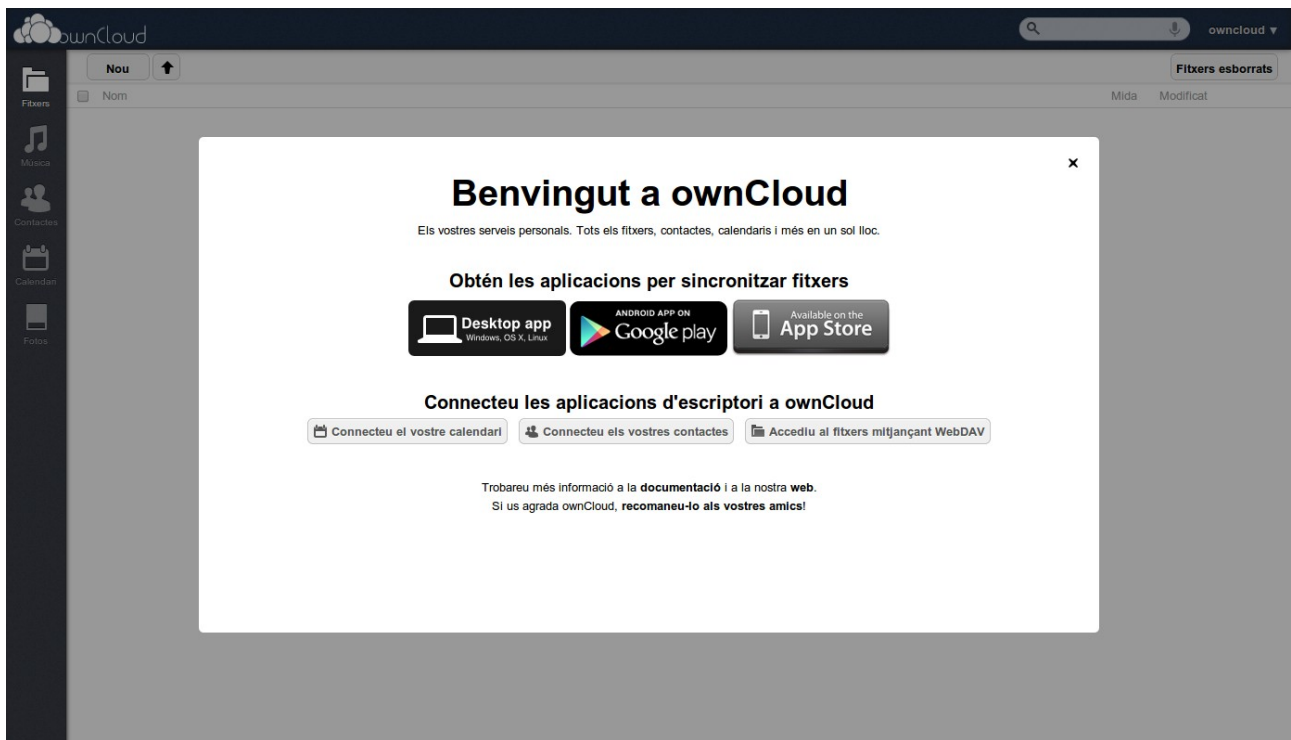 ownCloud
owncloud ▾
Nou
Fitxers esborrats
Fitxers
Nom
Mida
Modificat
Música
Contactes
Calendari
Fotos
×
Benvingut a ownCloud
Els vostres serveis personals. Tots els fitxers, contactes, calendaris i més en un sol lloc.
Obtén les aplicacions per sincronitzar fitxers
Desktop app
Windows, OS X, Linux
ANDROID APP ON
Google play
Available on the
App Store
Connecteu les aplicacions d'escriptori a ownCloud
Connecteu el vostre calendari
Connecteu els vostres contactes
Accediu al fitxers mitjançant WebDAV
Trobareu més informació a la documentació i a la nostra web.
Si us agrada ownCloud, recomaneu-lo als vostres amics!